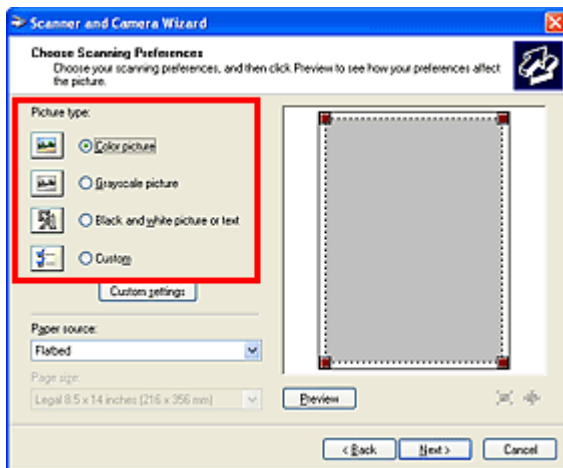 Scanner and Camera Wizard
Choose Scanning Preferences
Choose your scanning preferences, and then click Preview to see how your preferences affect
the picture.
Picture type:
Color picture
Grayscale picture
Black and white picture or text
Custom
Custom settings
Paper source:
Flatbed
Page size:
Legal 8.5 x 14 inches (216 x 356 mm)
Preview
< Back
Next >
Cancel